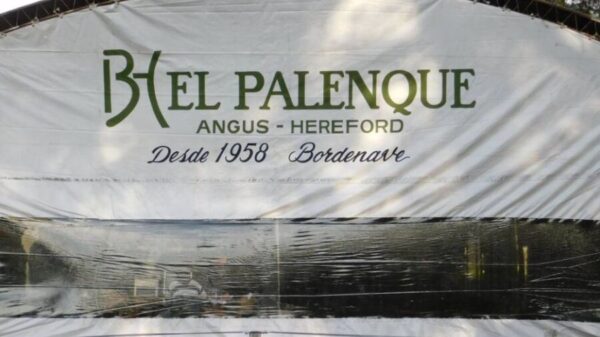 BH EL PALENQUE
ANGUS - HEREFORD
Desde 1958 Bordenave